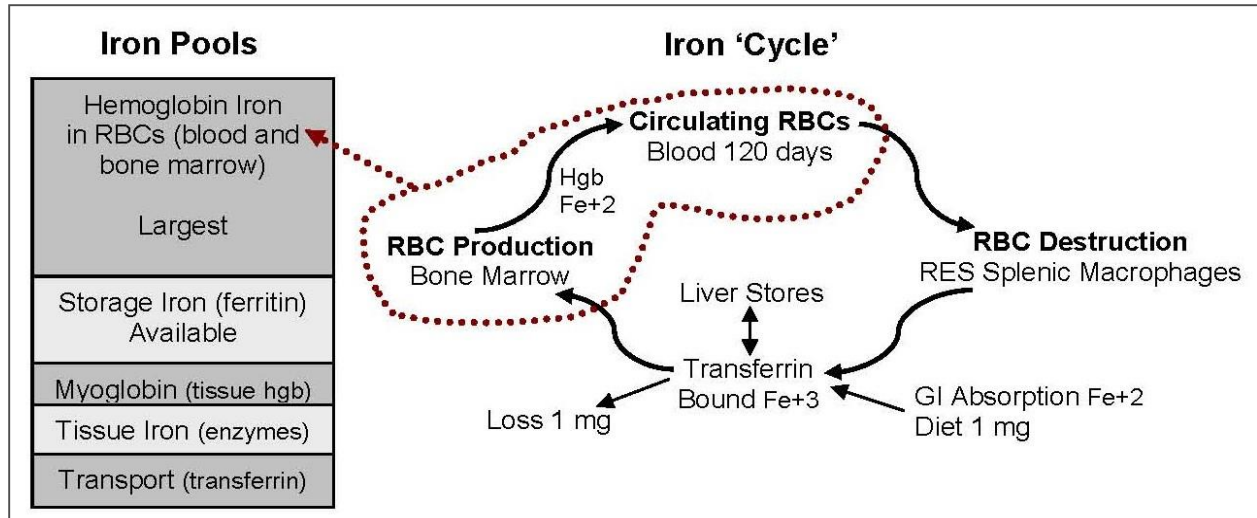 Iron Pools
Hemoglobin Iron
in RBCs (blood and
bone marrow)
Largest
Storage Iron (ferritin)
Available
Myoglobin (tissue hgb)
Tissue Iron (enzymes)
Transport (transferrin)
Iron ‘Cycle’
Circulating RBCs
Blood 120 days
Hgb
Fe+2
RBC Production
Bone Marrow
RBC Destruction
RES Splenic Macrophages
Liver Stores
Transferrin
Bound Fe+3
Loss 1 mg
GI Absorption Fe+2
Diet 1 mg